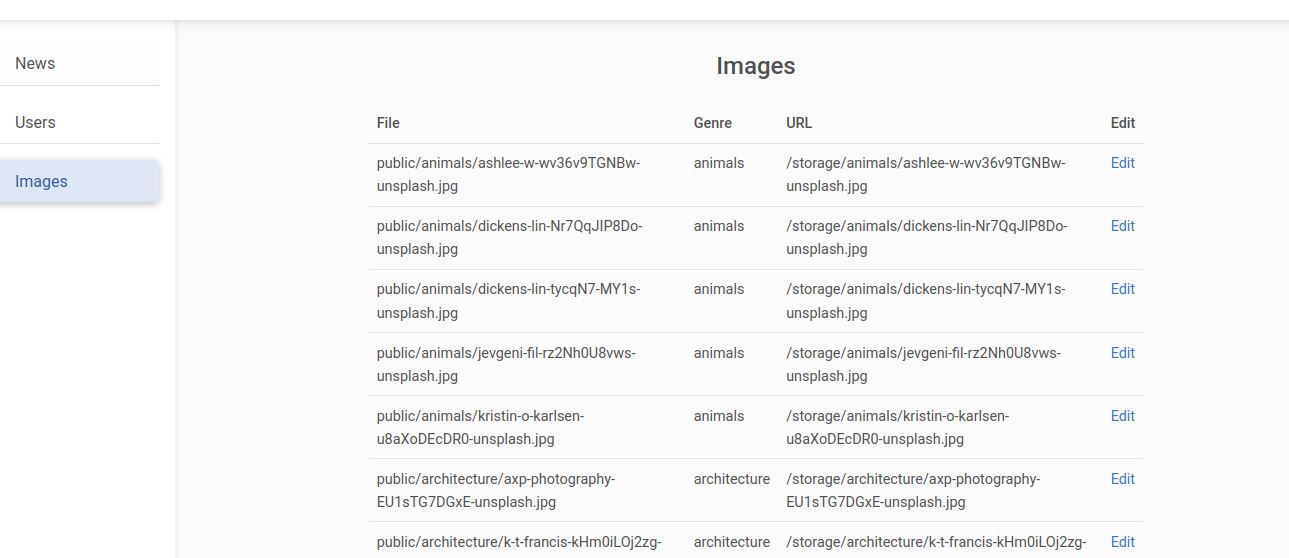 News
Users
Images
Images
File Genre URL Edit
public/animals/ashlee-w-wv36v9TGNBw- animals /storage/animals/ashlee-w-wv36v9TGNBw- Edit
unsplash.jpg /unsplash.jpg
public/animals/dickens-lin-Nr7QqJIP8Do- animals /storage/animals/dickens-lin-Nr7QqJIP8Do- Edit
unsplash.jpg unsplash.jpg
public/animals/dickens-lin-tycqN7-MY1s- animals /storage/animals/dickens-lin-tycqN7-MY1s- Edit
unsplash.jpg unsplash.jpg
public/animals/jevgeni-fil-rz2Nh0U8vws- animals /storage/animals/jevgeni-fil-rz2Nh0U8vws- Edit
unsplash.jpg unsplash.jpg
public/animals/kristin-o-karlsen- animals /storage/animals/kristin-o-karlsen- Edit
u8aXoDEcDR0-unsplash.jpg u8aXoDEcDR0-unsplash.jpg
public/architecture/axp-photography- architecture /storage/architecture/axp-photography- Edit
EU1sTG7DGxE-unsplash.jpg EU1sTG7DGxE-unsplash.jpg
public/architecture/k-t-francis-kHm0iLOj2zg- architecture /storage/architecture/k-t-francis-kHm0iLOj2zg- Edit